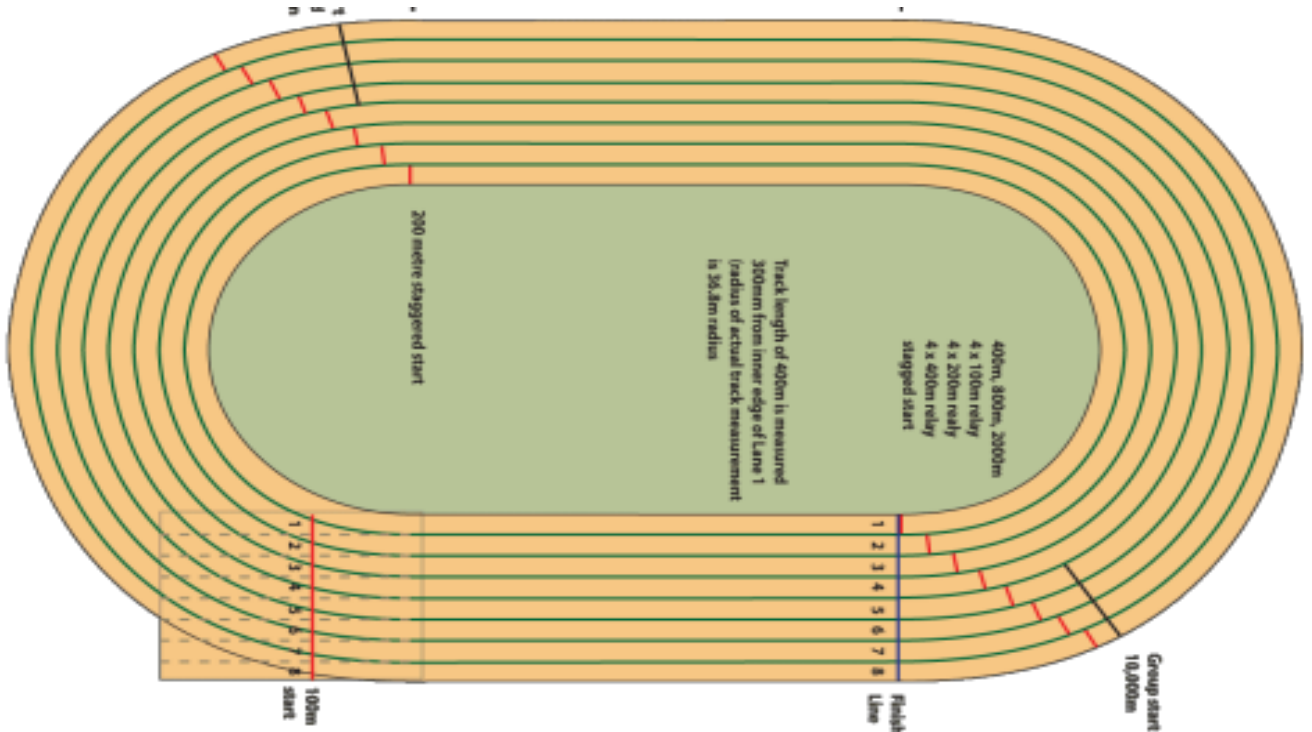 200 metre staggered start
Track length of 400m is measured
300mm from inner edge of Lane 1
(radius of actual track measurement
is 36.8m radius
400m, 800m, 2000m
4 x 100m relay
4 x 200m realy
4 x 400m relay
stagged start
1
2
3
4
5
6
7
8
100m
start
1
2
3
4
5
6
7
8
Finish
Line
Group start
10,000m